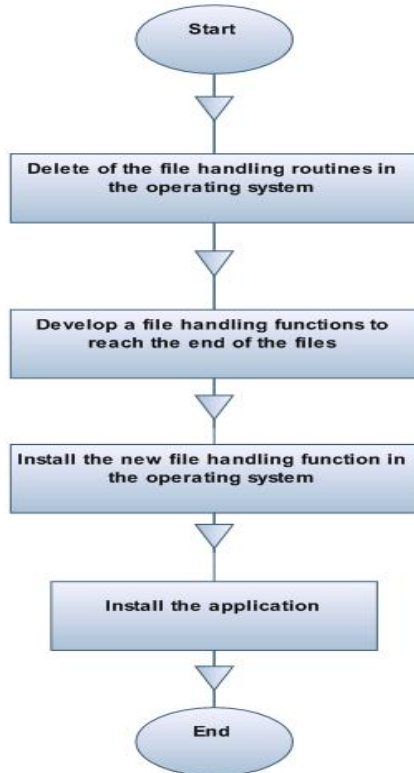 Start
Delete of the file handling routines in
the operating system
Develop a file handling functions to
reach the end of the files
Install the new file handling function in
the operating system
Install the application
End